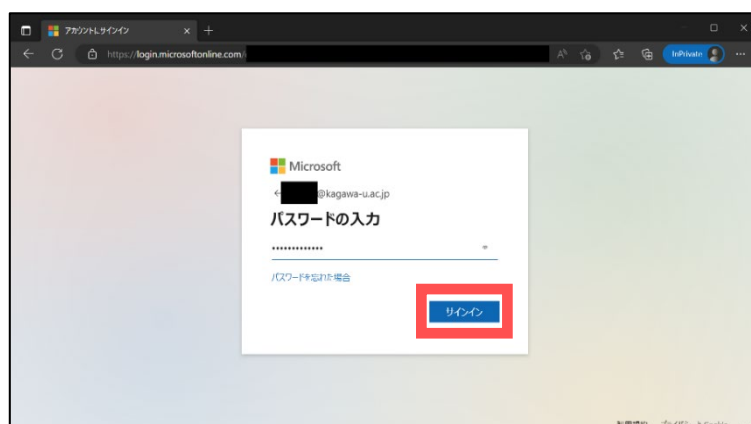 アカウントにサインイン
https://login.microsoftonline.com/
InPrivate
Microsoft
@kagawa-u.ac.jp
パスワードの入力
•••••••••••••
パスワードを忘れた場合
サインイン